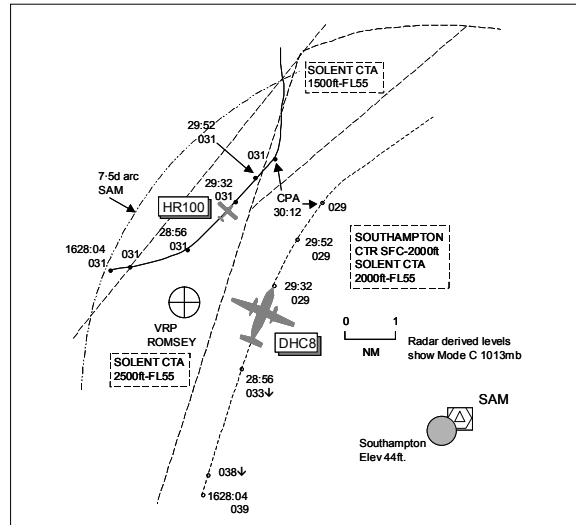 SOLENT CTA
1500ft-FL55
29:52
031
031
7·5d arc
SAM
29:32
031
HR100
CPA
30:12
029
28:56
031
1628:04
031
031
29:52
029
SOUTHAMPTON
CTR SFC-2000ft
SOLENT CTA
2000ft-FL55
29:32
029
VRP
ROMSEY
DHC8
0 1
NM
Radar derived levels
show Mode C 1013mb
SOLENT CTA
2500ft-FL55
28:56
033↓
SAM
Southampton
Elev 44ft.
038↓
1628:04
039